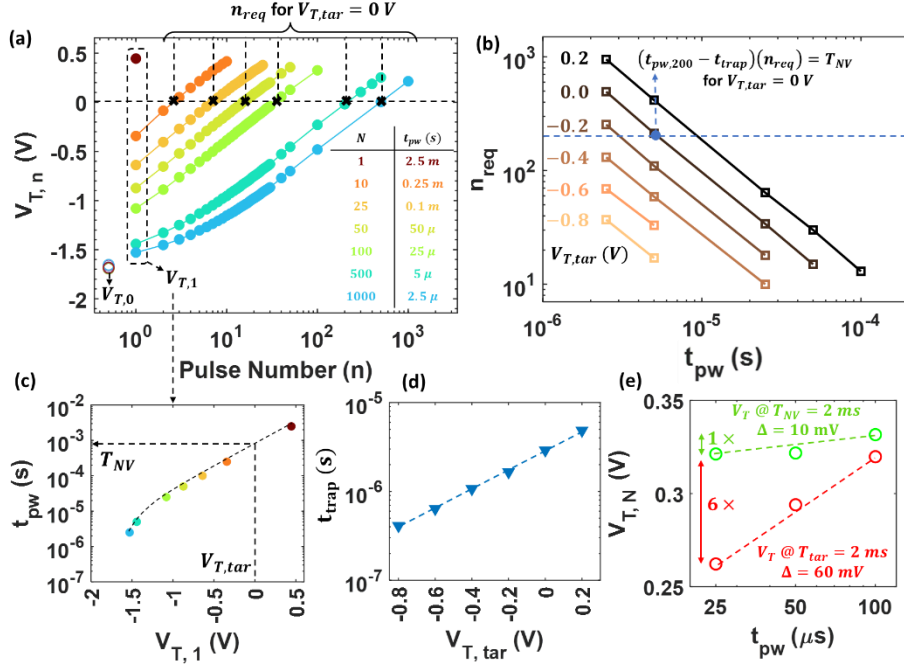 n_req for V_T,tar = 0 V
(a)
0.5
0
-0.5
-1
-1.5
-2
V_T, n (V)
N t_pw (s)
1 2.5 m
10 0.25 m
25 0.1 m
50 50 μ
100 25 μ
500 5 μ
1000 2.5 μ
V_T,0
V_T,1
10^0 10^1 10^2 10^3
Pulse Number (n)
(b)
10^3
10^2
10^1
n_req
(t_pw,200 − t_trap)(n_req) = T_NV
for V_T,tar = 0 V
0.2
0.0
−0.2
−0.4
−0.6
−0.8
V_T,tar (V)
10^-6 10^-5 10^-4
t_pw (s)
(c)
10^-2
10^-3
10^-4
10^-5
10^-6
10^-7
t_pw (s)
T_NV
V_T,tar
-2 -1.5 -1 -0.5 0 0.5
V_T, 1 (V)
(d)
10^-5
10^-6
10^-7
t_trap (s)
-0.8 -0.6 -0.4 -0.2 0 0.2
V_T, tar (V)
(e)
0.35
0.3
0.25
V_T,N (V)
V_T @ T_NV = 2 ms
Δ = 10 mV
1 ×
6 ×
V_T @ T_tar = 2 ms
Δ = 60 mV
25 50 100
t_pw (μs)